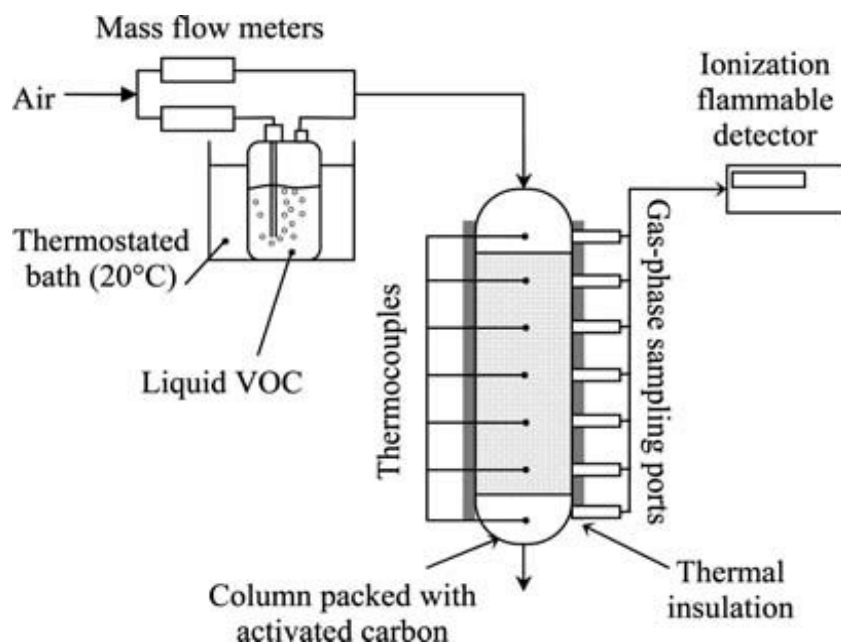 Mass flow meters
Air
Ionization
flammable
detector
Thermostated
bath (20°C)
Liquid VOC
Thermocouples
Gas-phase sampling ports
Column packed with
activated carbon
Thermal
insulation